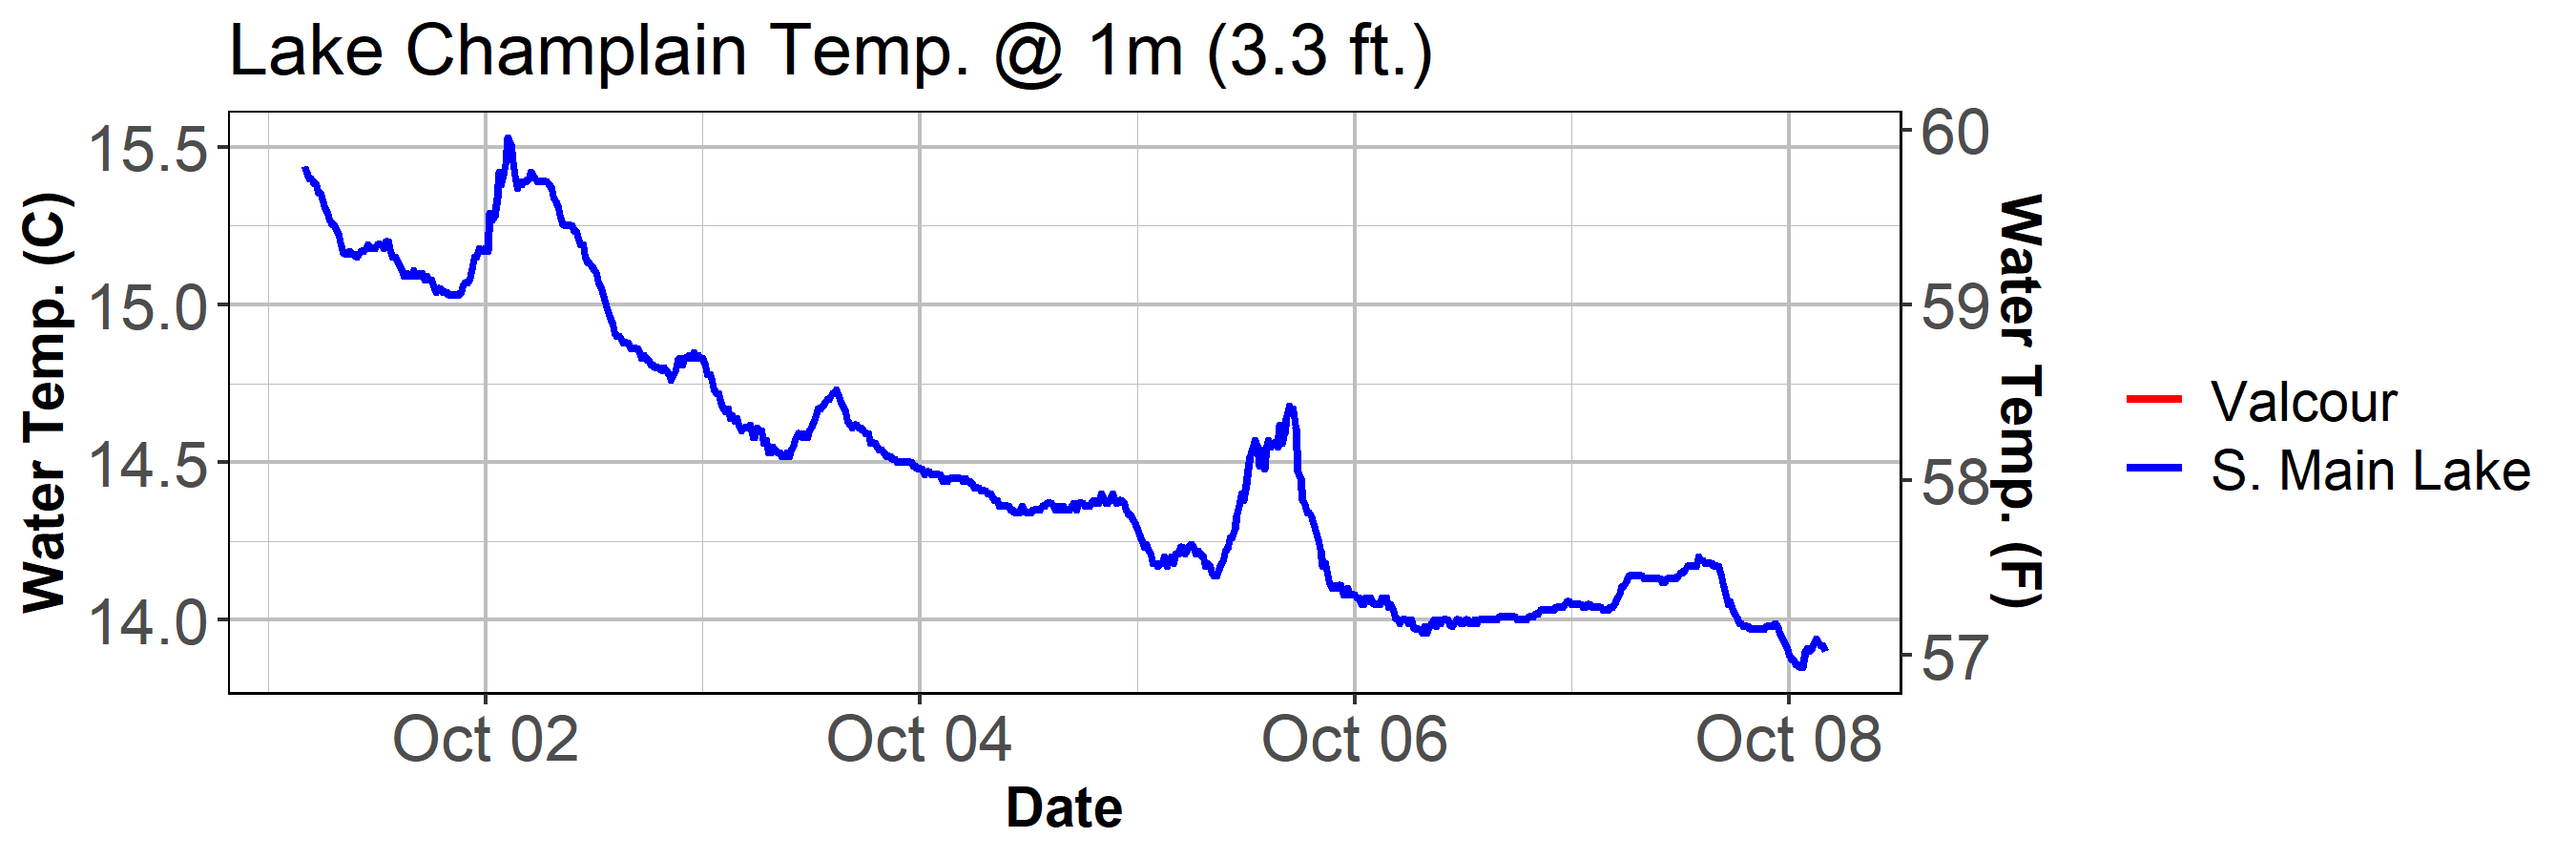 Lake Champlain Temp. @ 1m (3.3 ft.)
Water Temp. (C)
15.5
15.0
14.5
14.0
60
59
58
57
Water Temp. (F)
Oct 02
Oct 04
Oct 06
Oct 08
Date
Valcour
S. Main Lake